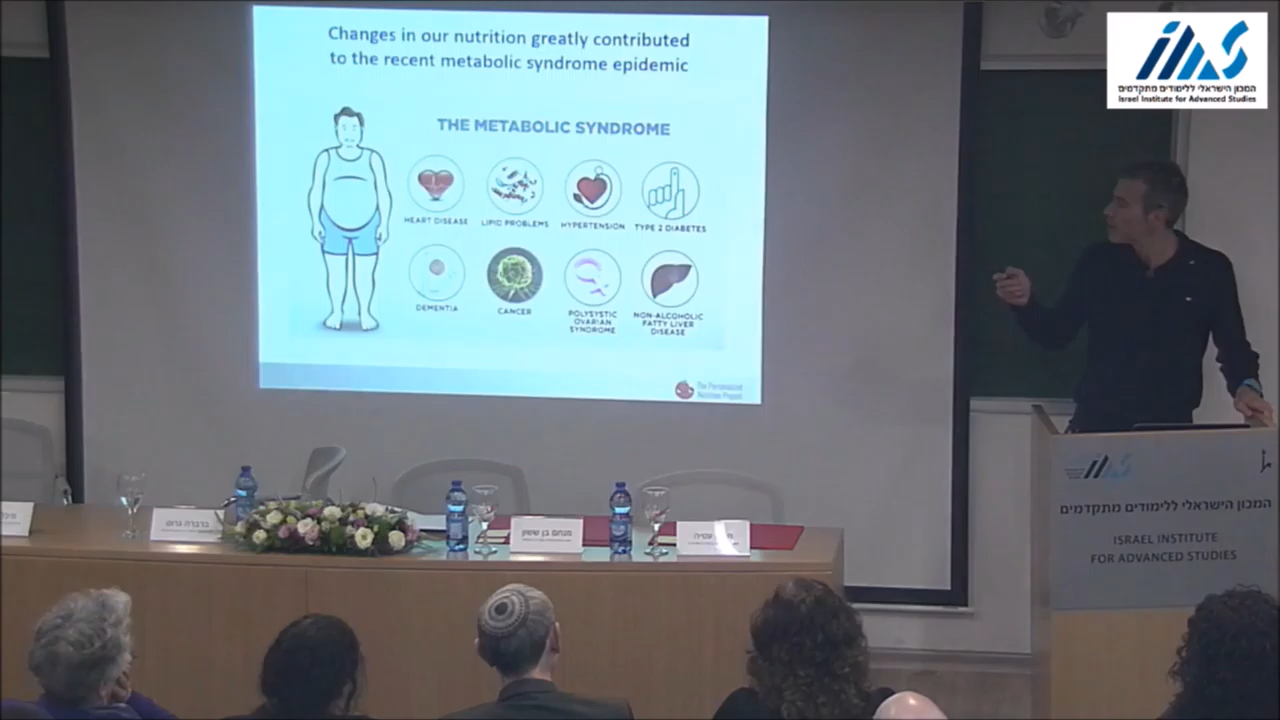 Changes in our nutrition greatly contributed
to the recent metabolic syndrome epidemic
THE METABOLIC SYNDROME
HEART DISEASE
LIPID PROBLEMS
HYPERTENSION
TYPE 2 DIABETES
DEMENTIA
CANCER
POLYSYSTIC
OVARIAN
SYNDROME
NON-ALCOHOLIC
FATTY LIVER
DISEASE
The Personalized
Nutrition Project
המכון הישראלי ללימודים מתקדמים
Israel Institute for Advanced Studies
ברברה גרוס
מנחם בן ששון
המכון הישראלי ללימודים מתקדמים
ISRAEL INSTITUTE
FOR ADVANCED STUDIES